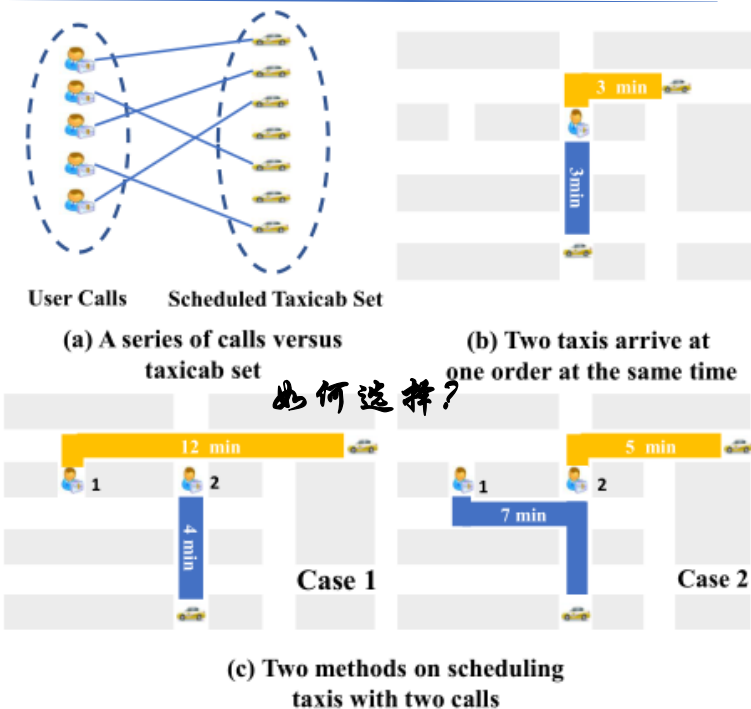 3 min
3min
User Calls
Scheduled Taxicab Set
(a) A series of calls versus
taxicab set
(b) Two taxis arrive at
one order at the same time
如何选择?
12 min
1
2
4 min
Case 1
5 min
1
2
7 min
Case 2
(c) Two methods on scheduling
taxis with two calls